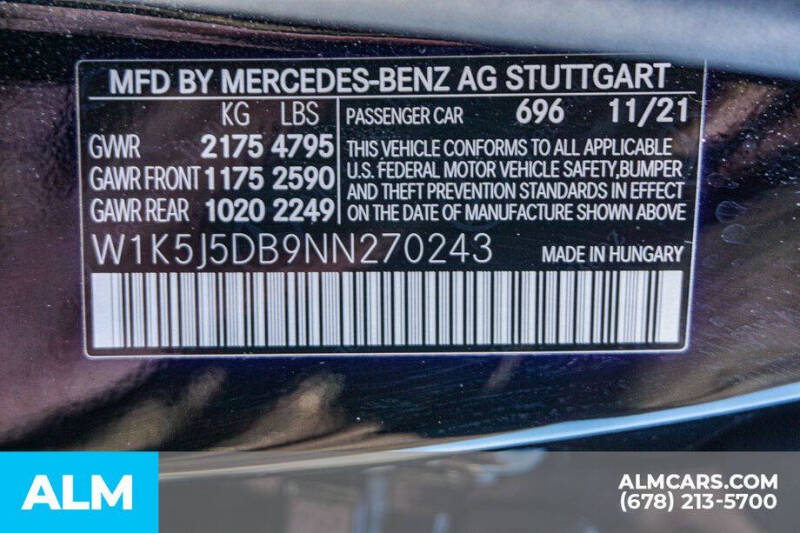 MFD BY MERCEDES-BENZ AG STUTTGART
KG LBS
GWR 2175 4795
GAWR FRONT 1175 2590
GAWR REAR 1020 2249
PASSENGER CAR 696 11/21
THIS VEHICLE CONFORMS TO ALL APPLICABLE
U.S. FEDERAL MOTOR VEHICLE SAFETY,BUMPER
AND THEFT PREVENTION STANDARDS IN EFFECT
ON THE DATE OF MANUFACTURE SHOWN ABOVE
W1K5J5DB9NN270243 MADE IN HUNGARY
ALM
ALMCARS.COM
(678) 213-5700